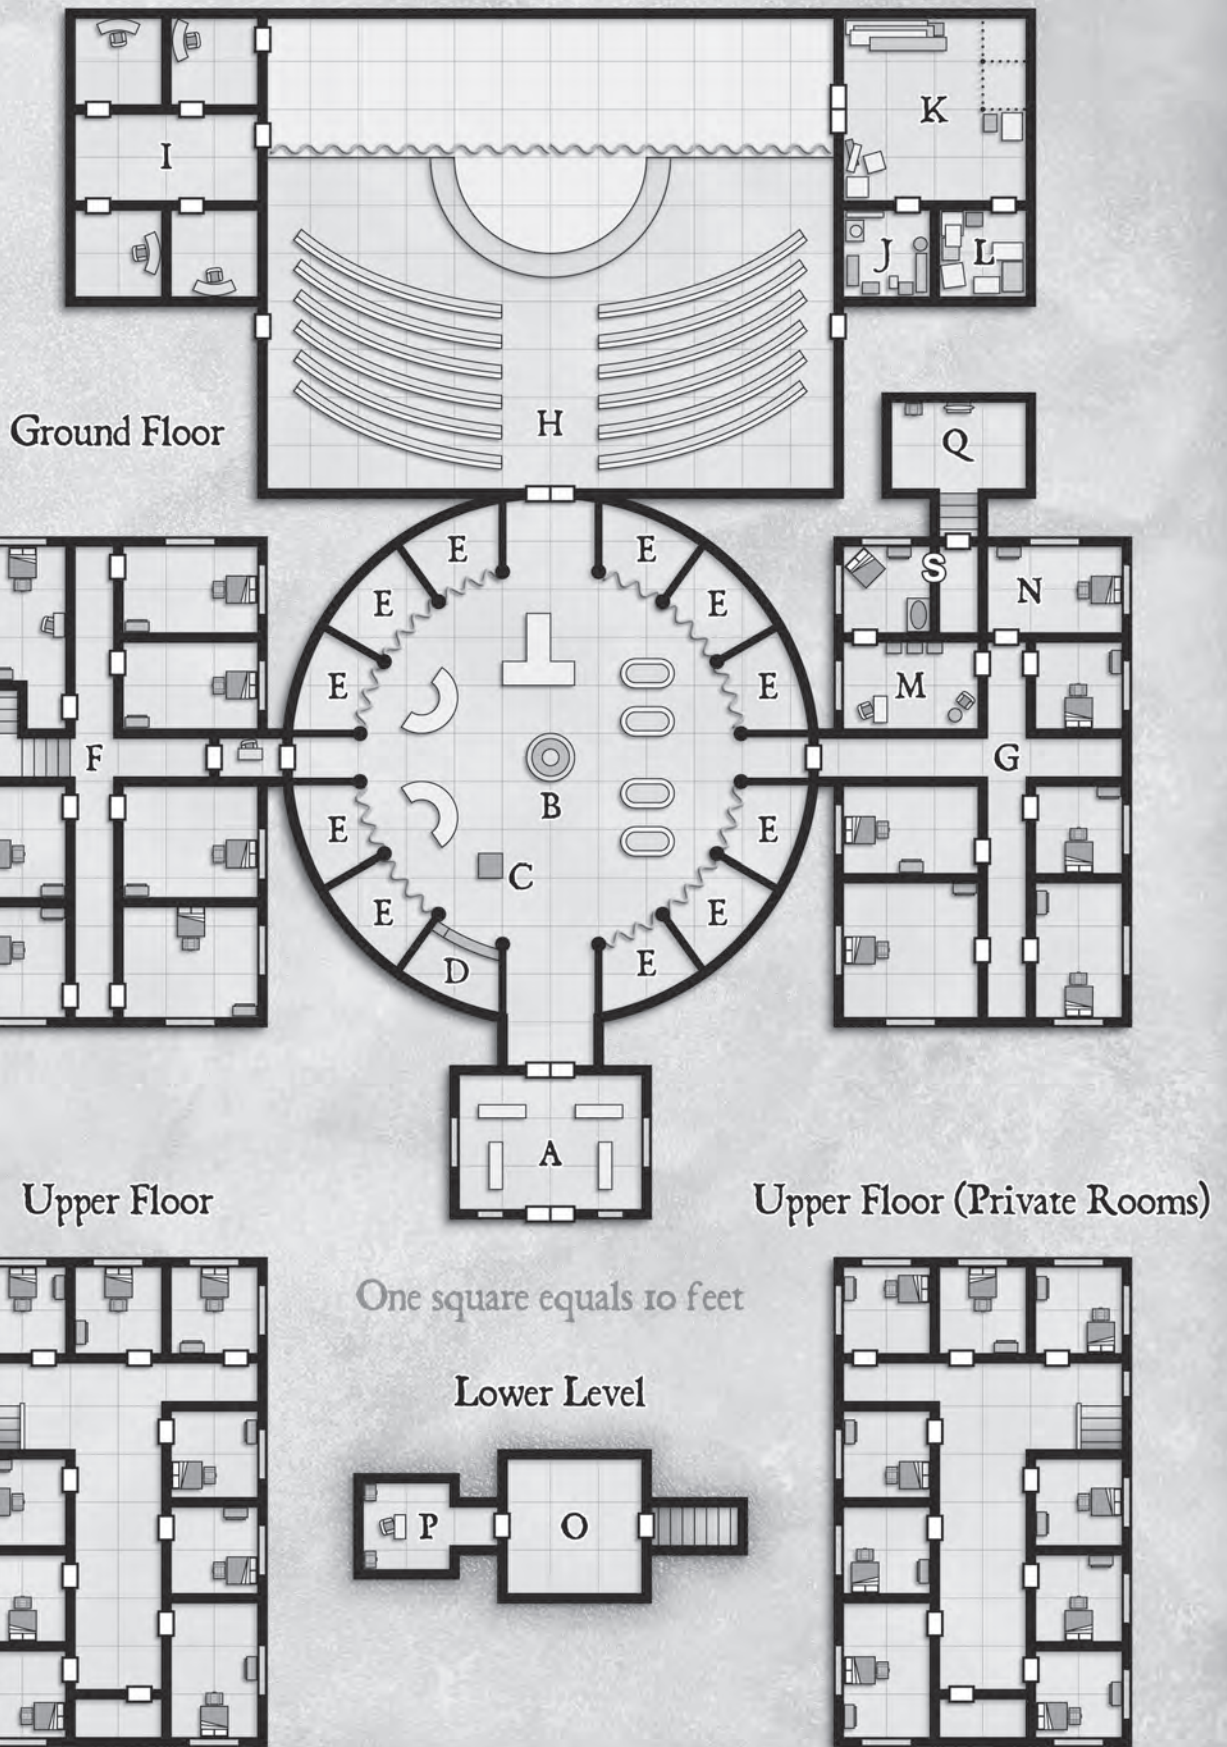 K
I
J L
H
Ground Floor
Q
E E
S
E E
N
E E
M
F
G
B
E E
C
E E
D E
A
Upper Floor
Upper Floor (Private Rooms)
One square equals 10 feet
Lower Level
P O